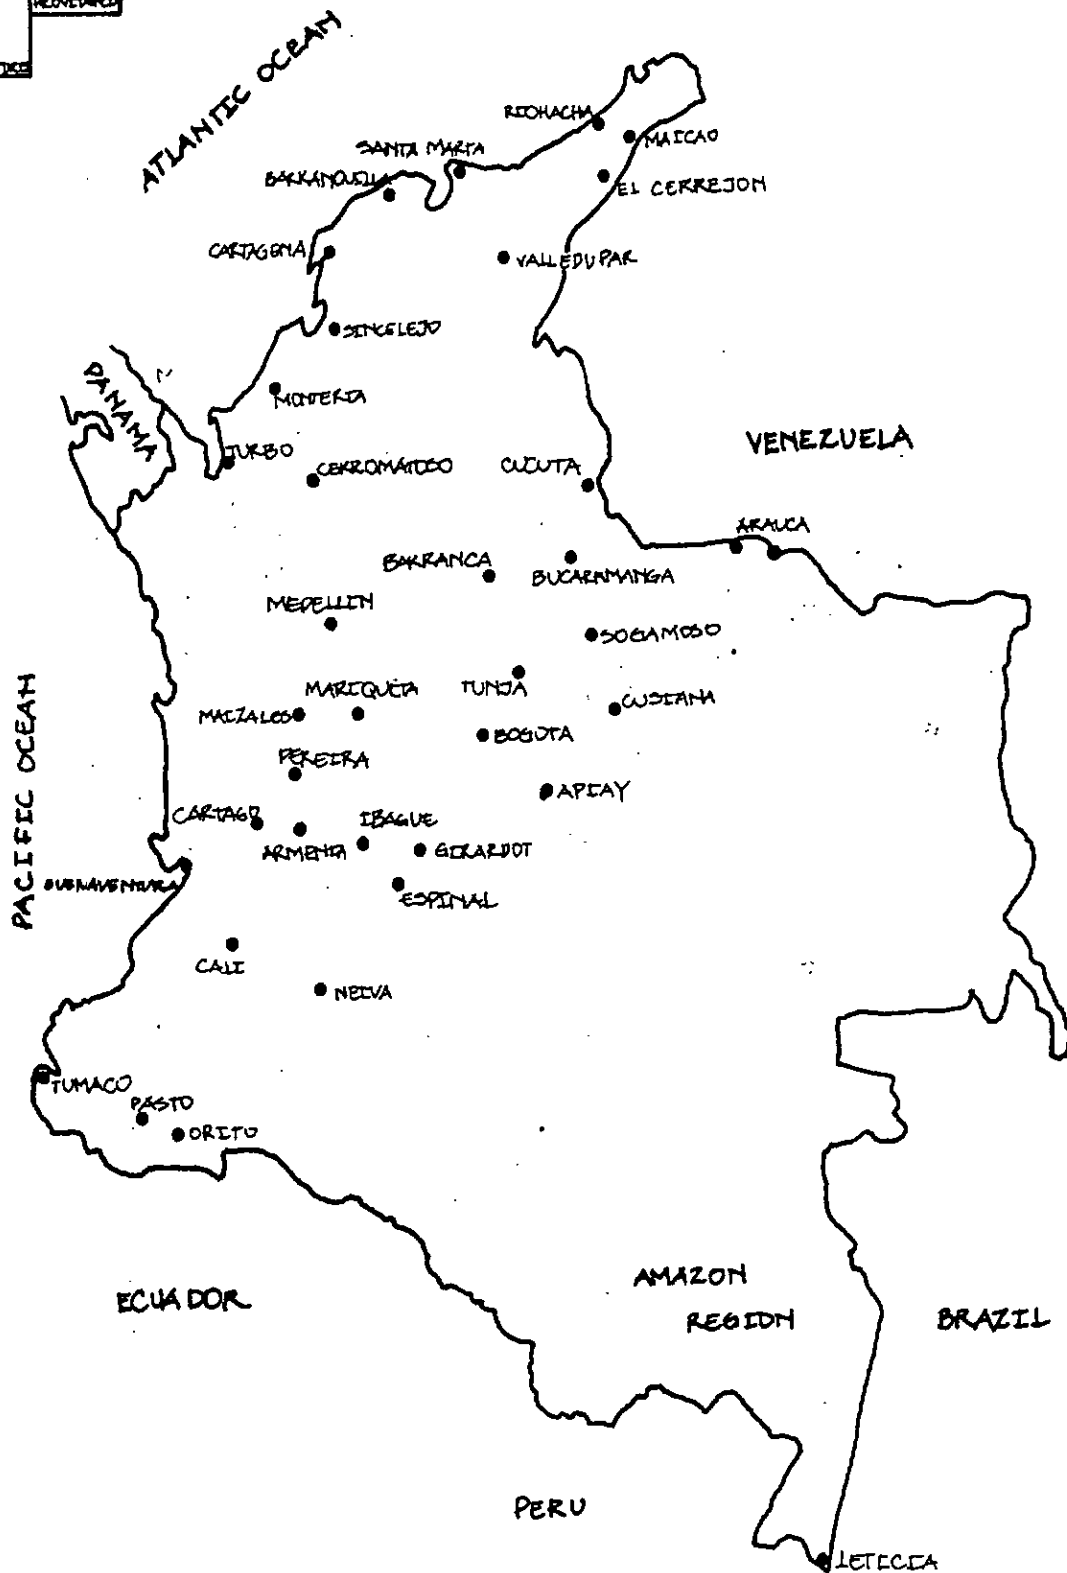 ATLANTIC OCEAN
RIOHACHA
MAICAO
SANTA MARTA
EL CERREJON
BARRANQUILLA
CARTAGENA
VALLEDUPAR
SINCELEJO
PANAMA
MONTERIA
VENEZUELA
TURBO
CERROMATOSO
CUCUTA
ARAUCA
BARRANCA
BUCARAMANGA
MEDELLIN
SOGAMOSO
MARIQUITA
TUNJA
CUSIANA
MAIZALES
BOGOTA
PACIFIC OCEAN
PEREIRA
APIAY
CARTAGO
IBAGUE
ARMENIA
GIRARDOT
BUENAVENTURA
ESPINAL
CALI
NEIVA
TUMACO
PASTO
ORITO
ECUADOR
AMAZON
REGION
BRAZIL
PERU
LETICIA